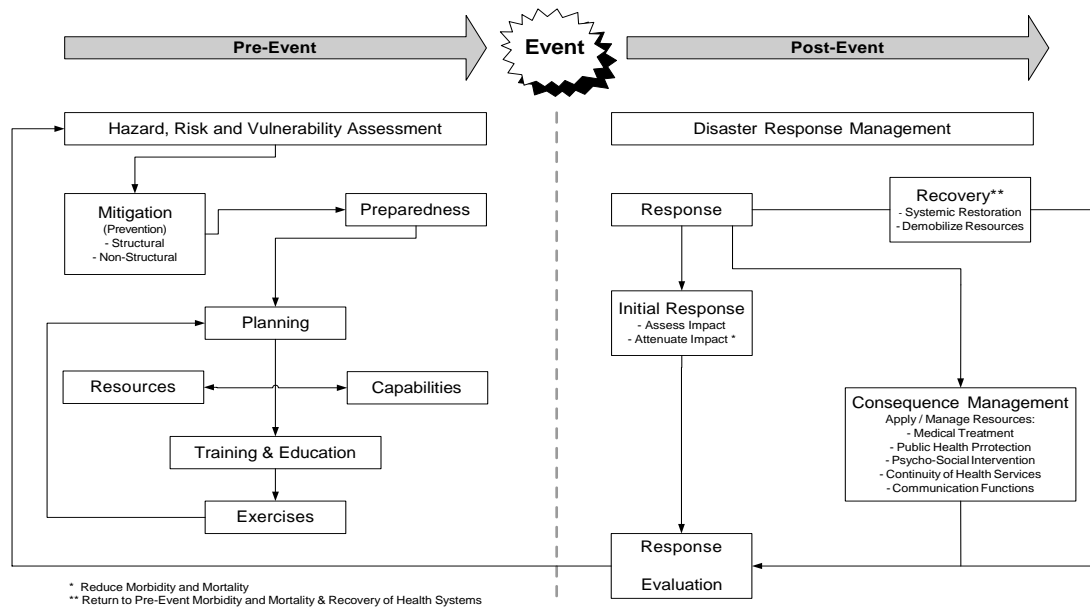 Pre-Event
Event
Post-Event
Hazard, Risk and Vulnerability Assessment
Disaster Response Management
Mitigation
(Prevention)
- Structural
- Non-Structural
Preparedness
Response
Recovery**
- Systemic Restoration
- Demobilize Resources
Planning
Initial Response
- Assess Impact
- Attenuate Impact *
Resources
Capabilities
Consequence Management
Apply / Manage Resources:
- Medical Treatment
- Public Health Prrotection
- Psycho-Social Intervention
- Continuity of Health Services
- Communication Functions
Training & Education
Exercises
Response
Evaluation
* Reduce Morbidity and Mortality
** Return to Pre-Event Morbidity and Mortality & Recovery of Health Systems